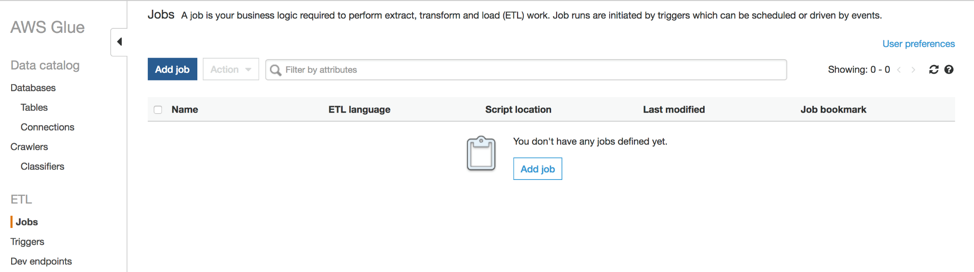 AWS Glue
Data catalog
Databases
Tables
Connections
Crawlers
Classifiers
ETL
Jobs
Triggers
Dev endpoints
Jobs A job is your business logic required to perform extract, transform and load (ETL) work. Job runs are initiated by triggers which can be scheduled or driven by events.
User preferences
Add job Action Filter by attributes Showing: 0 - 0
Name ETL language Script location Last modified Job bookmark
You don't have any jobs defined yet.
Add job